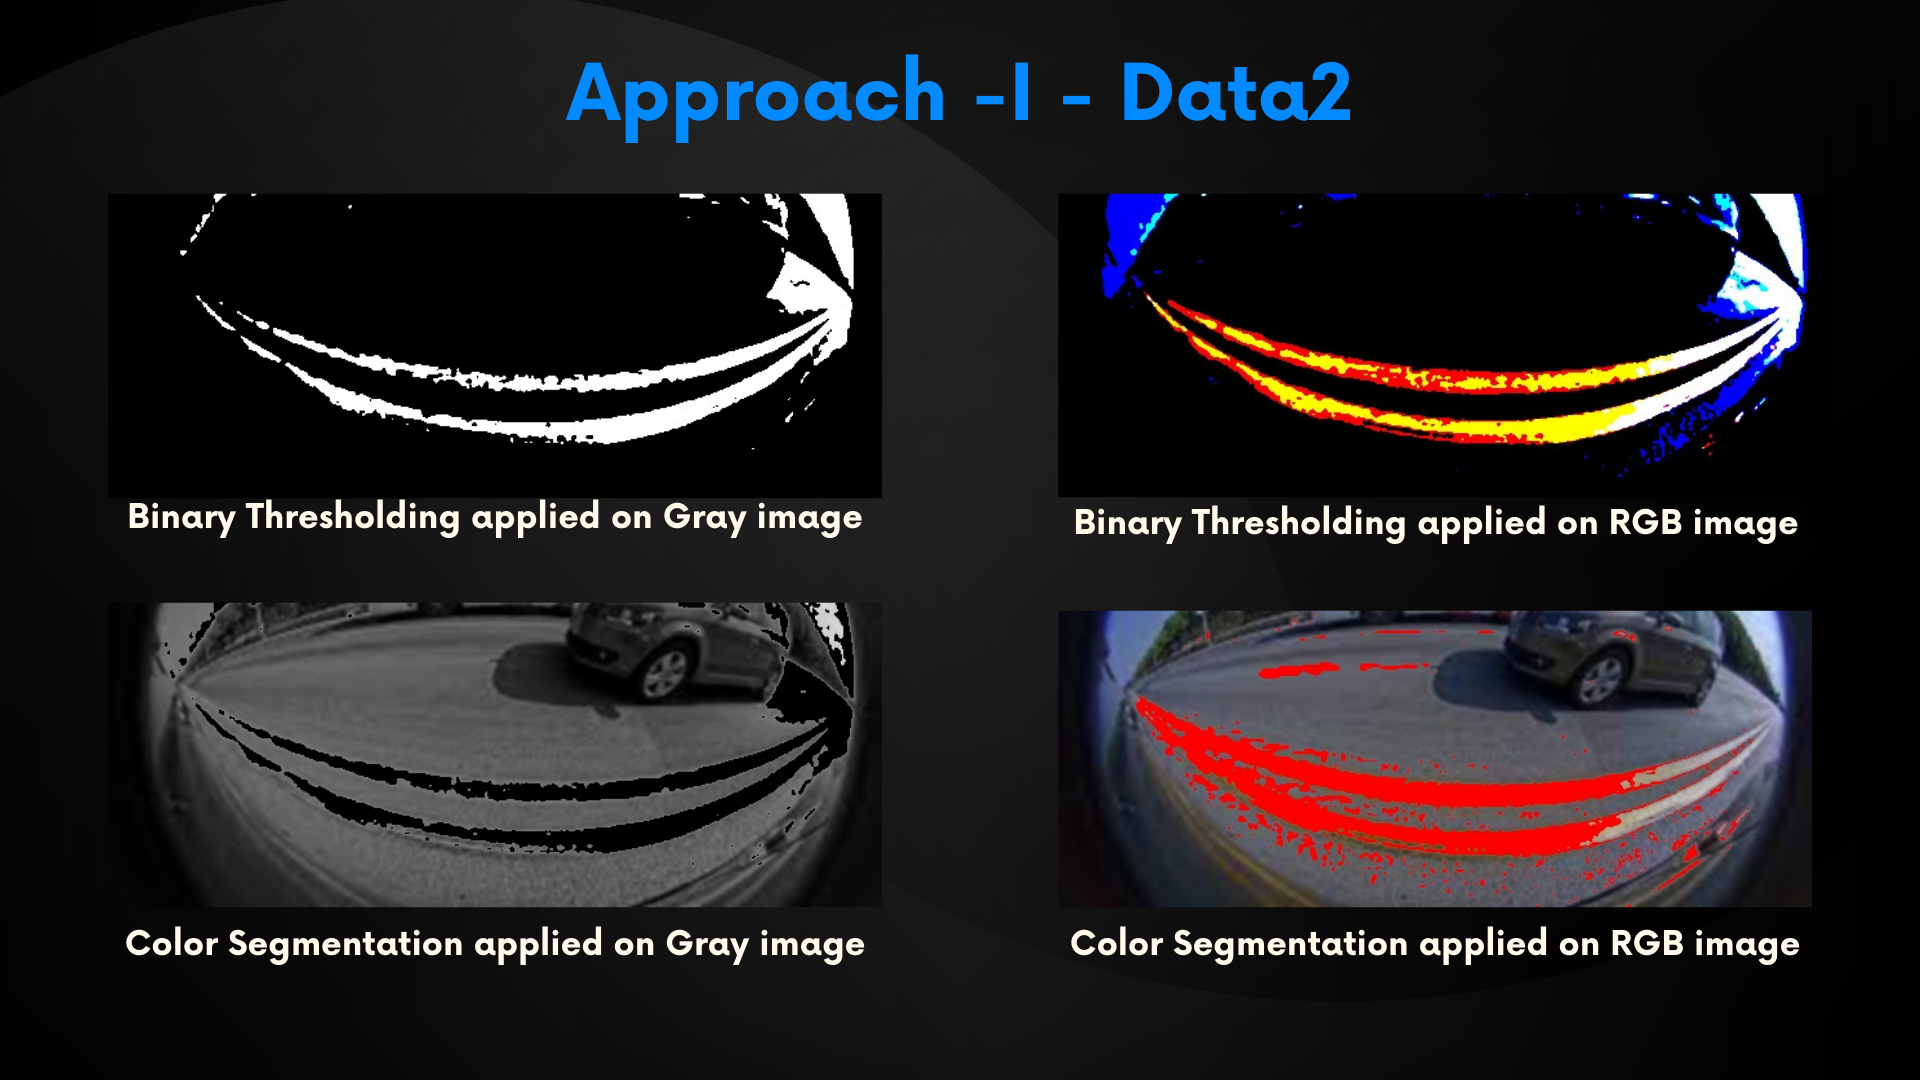 Approach -I - Data2
Binary Thresholding applied on Gray image
Binary Thresholding applied on RGB image
Color Segmentation applied on Gray image
Color Segmentation applied on RGB image